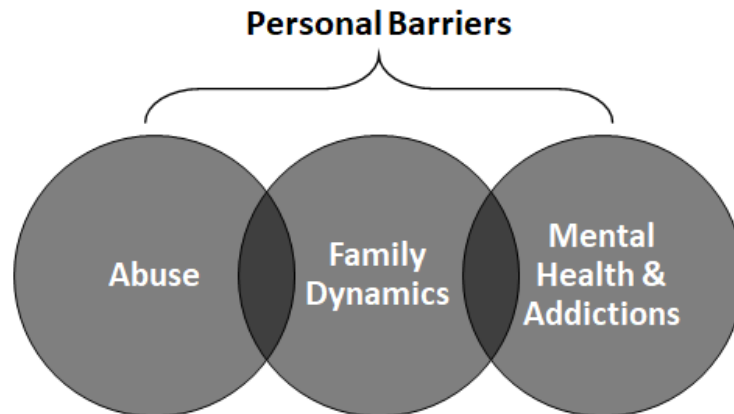 Personal Barriers
Abuse
Family
Dynamics
Mental
Health &
Addictions